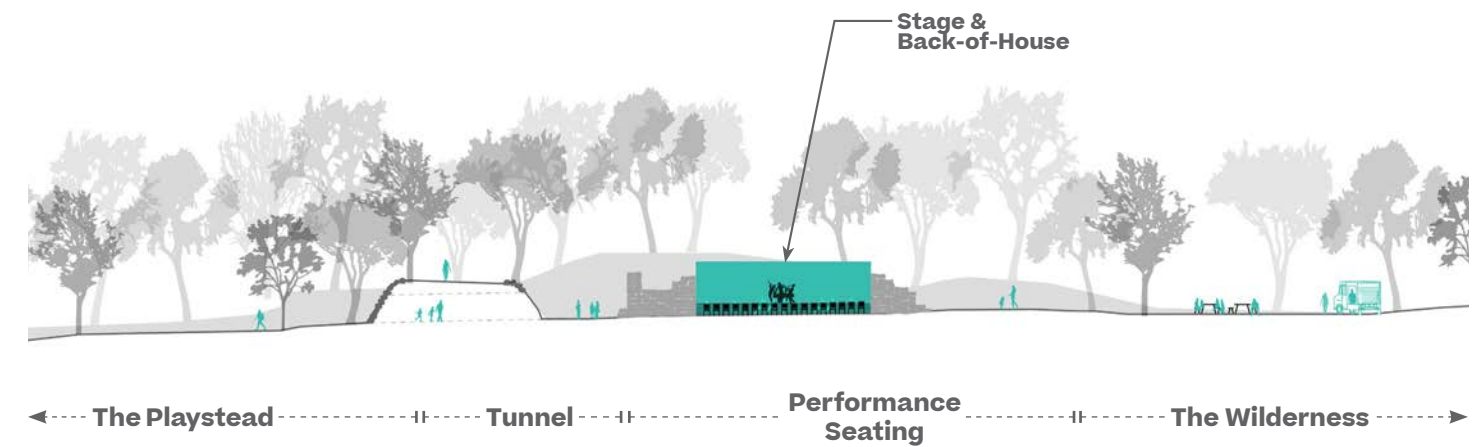 Stage &
Back-of-House
The Playstead
Tunnel
Performance
Seating
The Wilderness